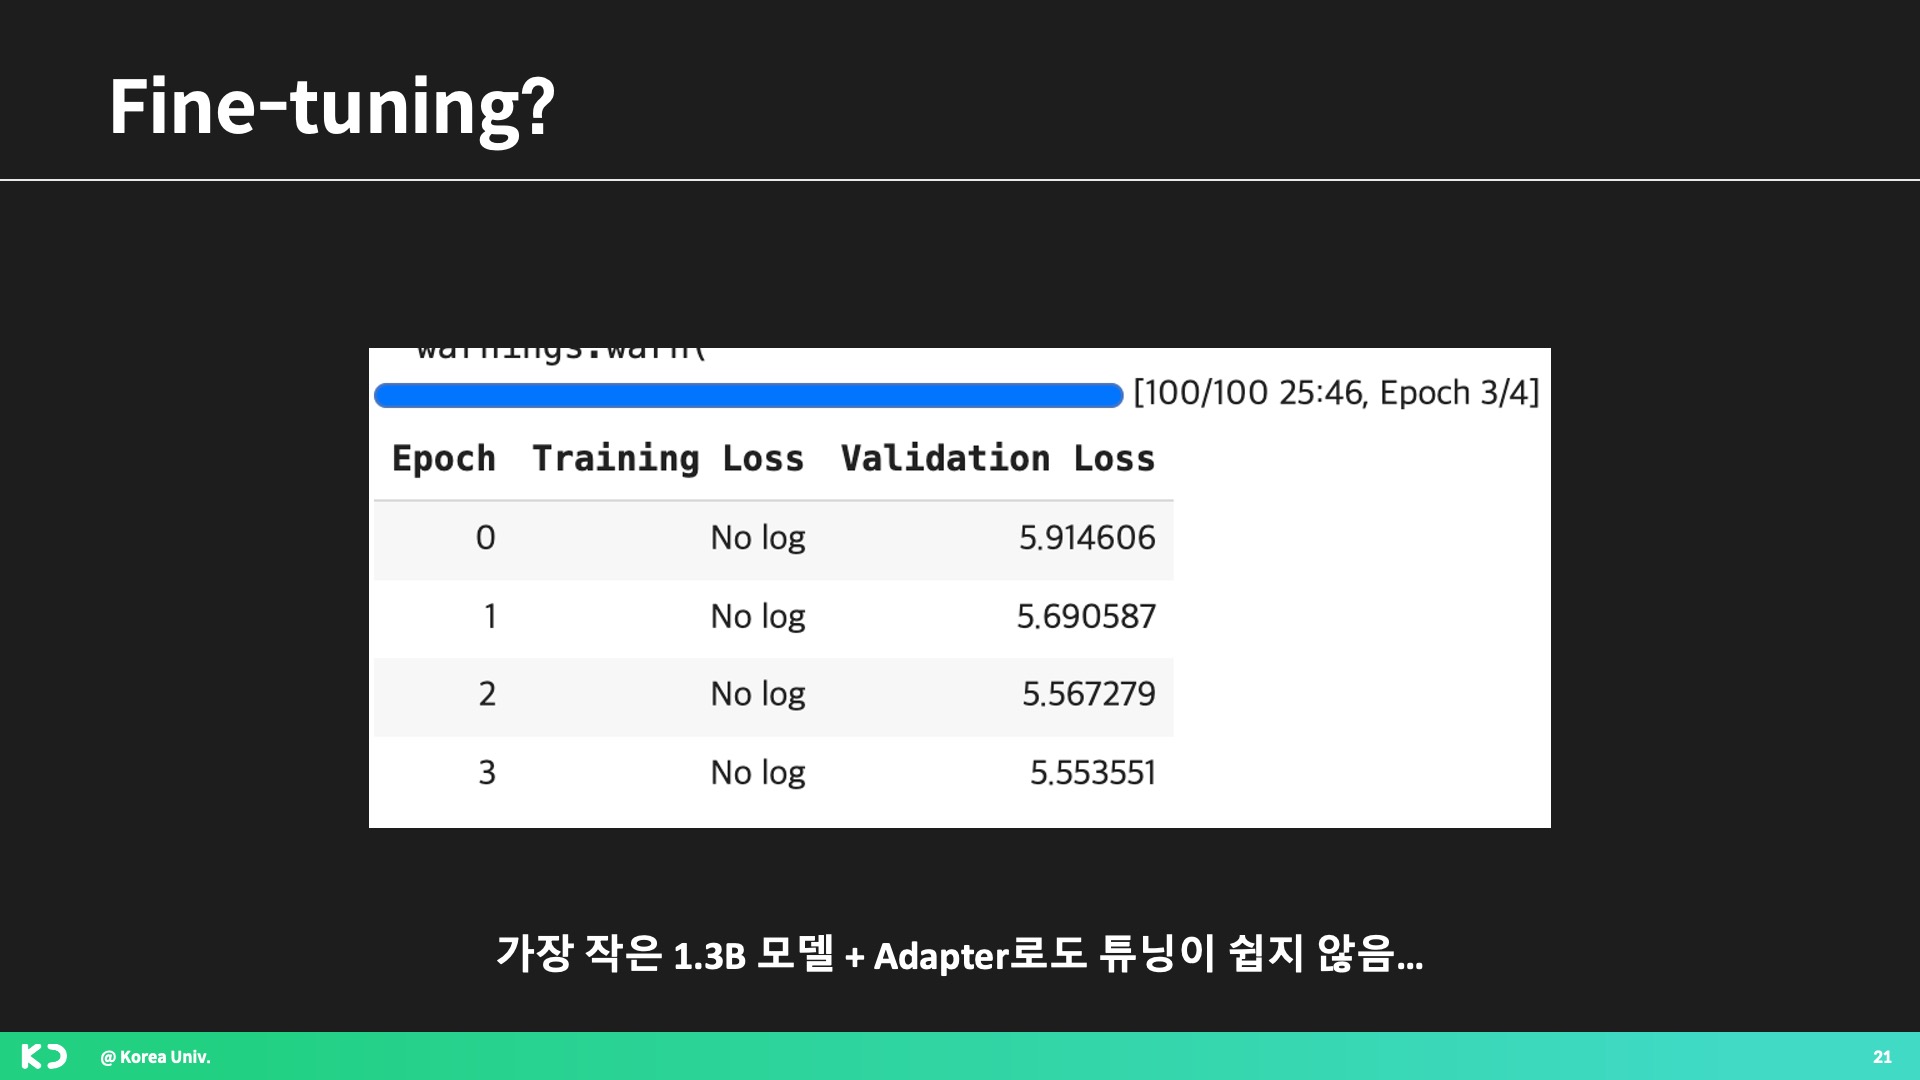 Fine-tuning?
warnings.warn(
[100/100 25:46, Epoch 3/4]
Epoch Training Loss Validation Loss
0 No log 5.914606
1 No log 5.690587
2 No log 5.567279
3 No log 5.553551
가장 작은 1.3B 모델 + Adapter로도 튜닝이 쉽지 않음...
@ Korea Univ.
21